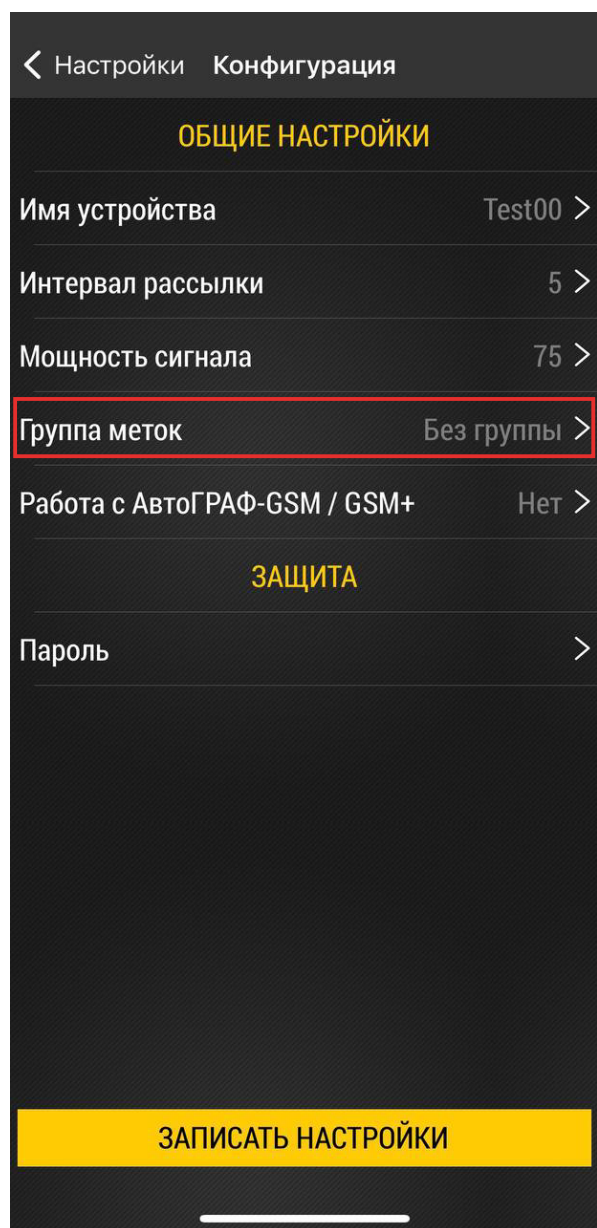 Настройки Конфигурация
ОБЩИЕ НАСТРОЙКИ
Имя устройства Test00
Интервал рассылки 5
Мощность сигнала 75
Группа меток Без группы
Работа с АвтоГРАФ-GSM / GSM+ Нет
ЗАЩИТА
Пароль
ЗАПИСАТЬ НАСТРОЙКИ